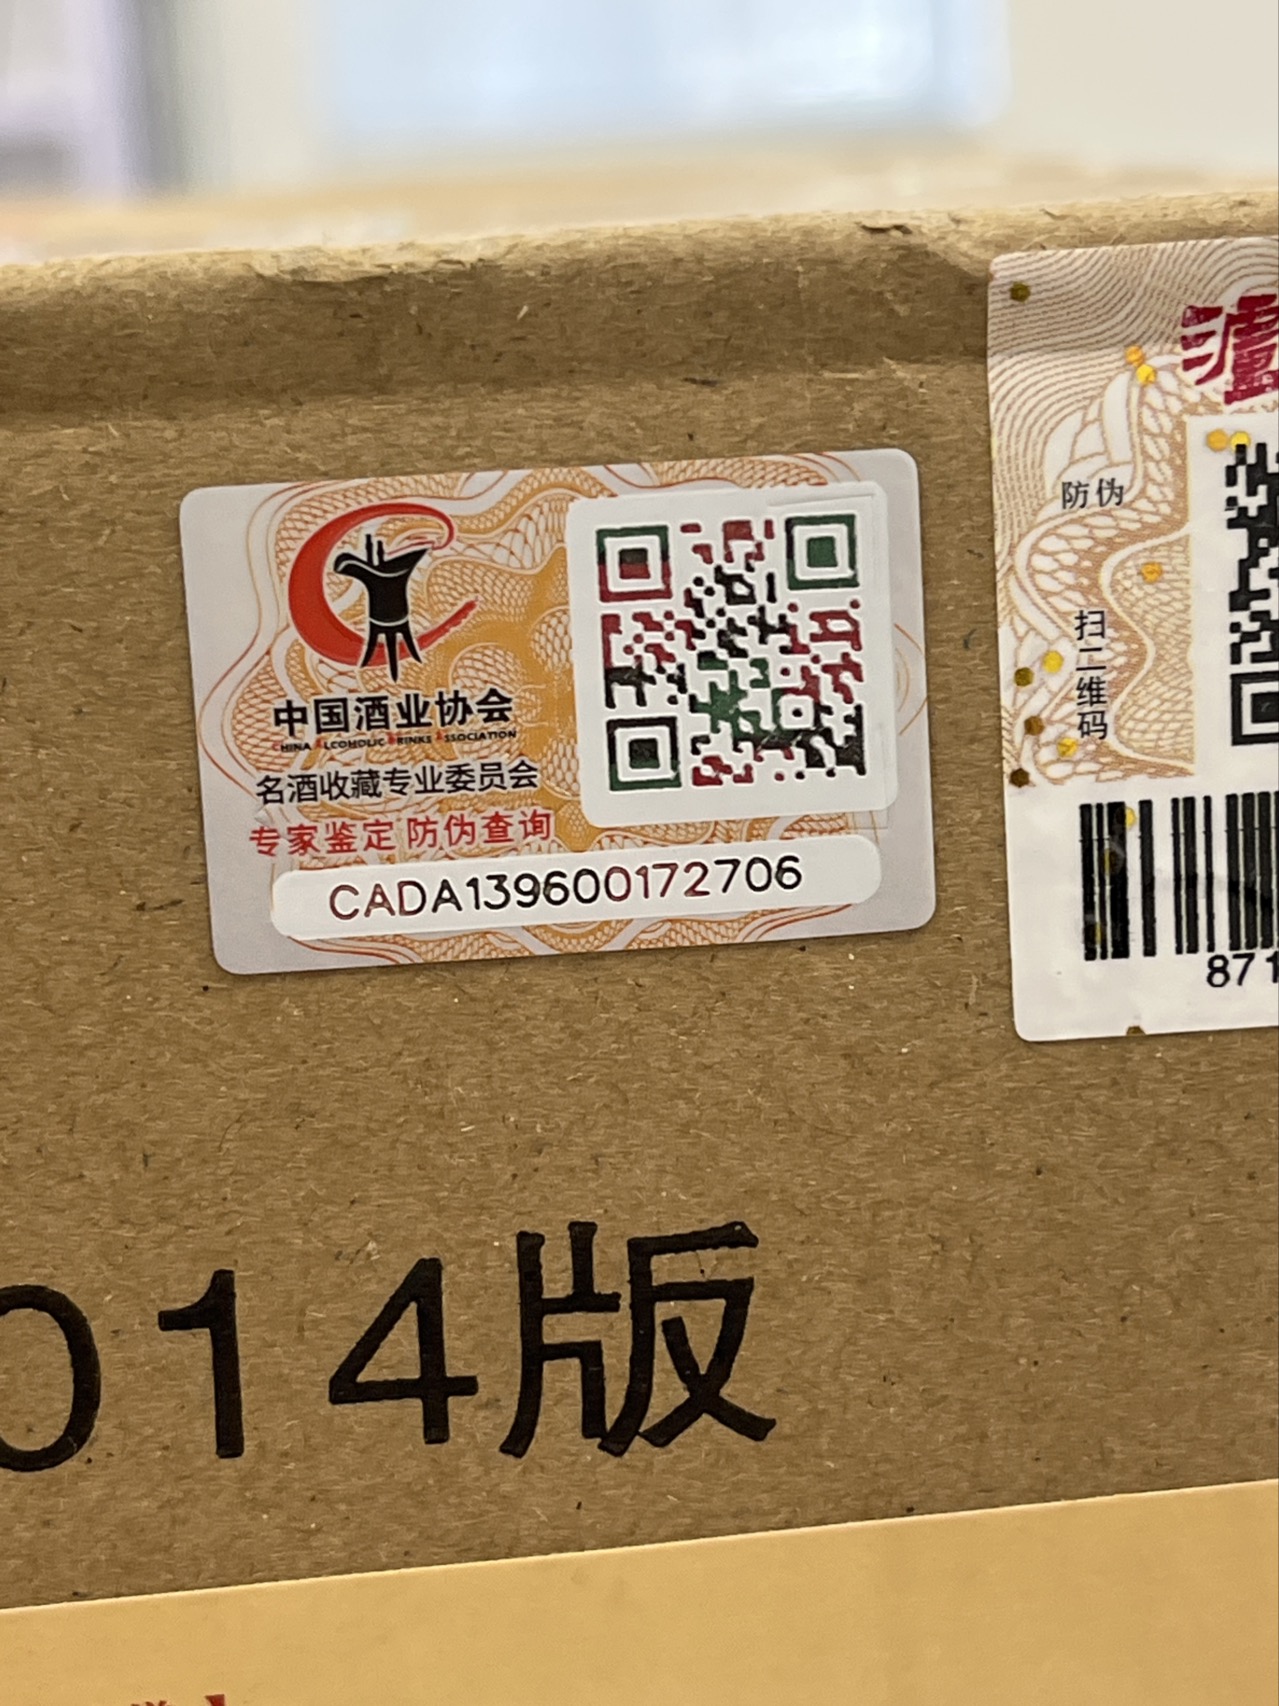 中国酒业协会
CHINA ALCOHOLIC DRINKS ASSOCIATION
名酒收藏专业委员会
专家鉴定 防伪查询
CADA139600172706
泸
防伪
扫二维码
871
014版